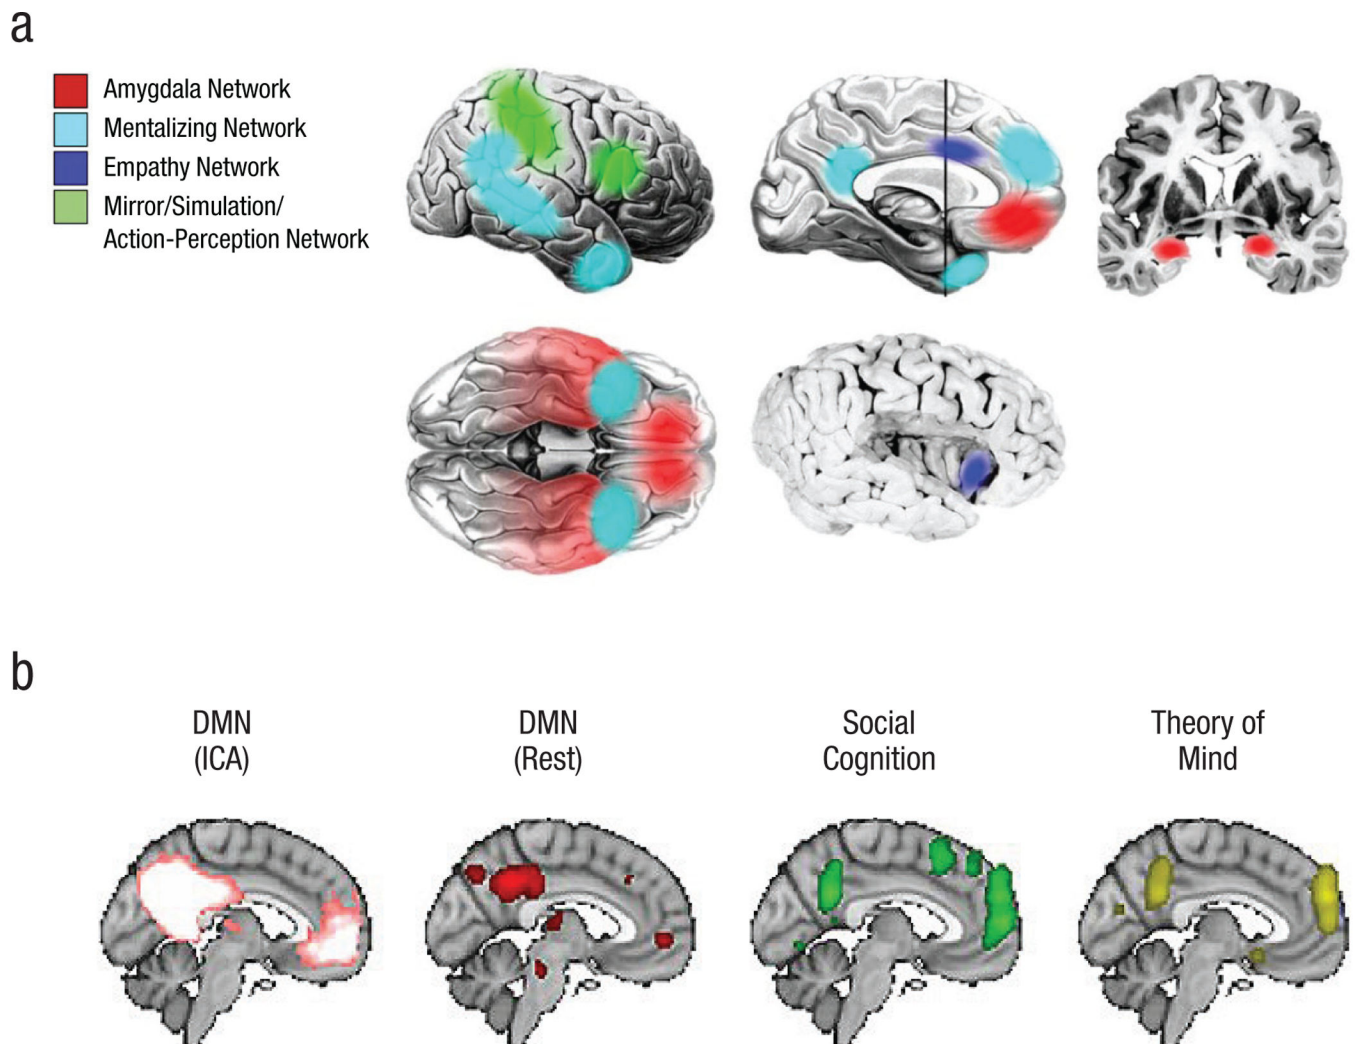 a
Amygdala Network
Mentalizing Network
Empathy Network
Mirror/Simulation/
Action-Perception Network
b
DMN
(ICA)
DMN
(Rest)
Social
Cognition
Theory of
Mind